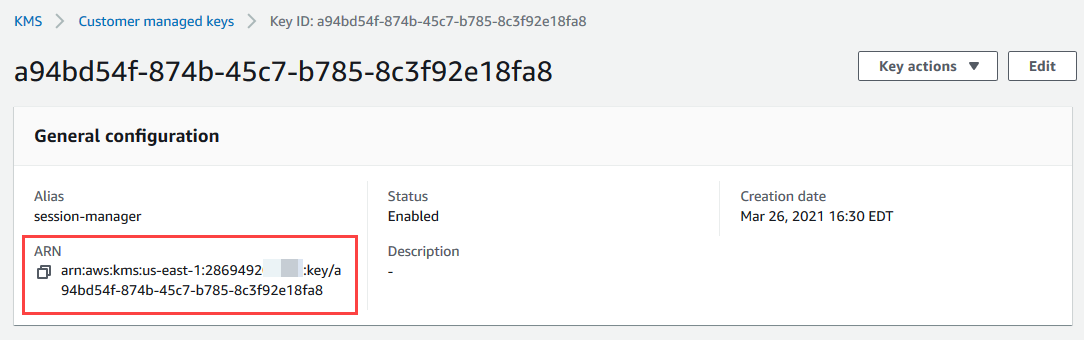 KMS > Customer managed keys > Key ID: a94bd54f-874b-45c7-b785-8c3f92e18fa8
a94bd54f-874b-45c7-b785-8c3f92e18fa8
Key actions
Edit
General configuration
Alias
session-manager
ARN
arn:aws:kms:us-east-1:2869492 :key/a
94bd54f-874b-45c7-b785-8c3f92e18fa8
Status
Enabled
Description
-
Creation date
Mar 26, 2021 16:30 EDT